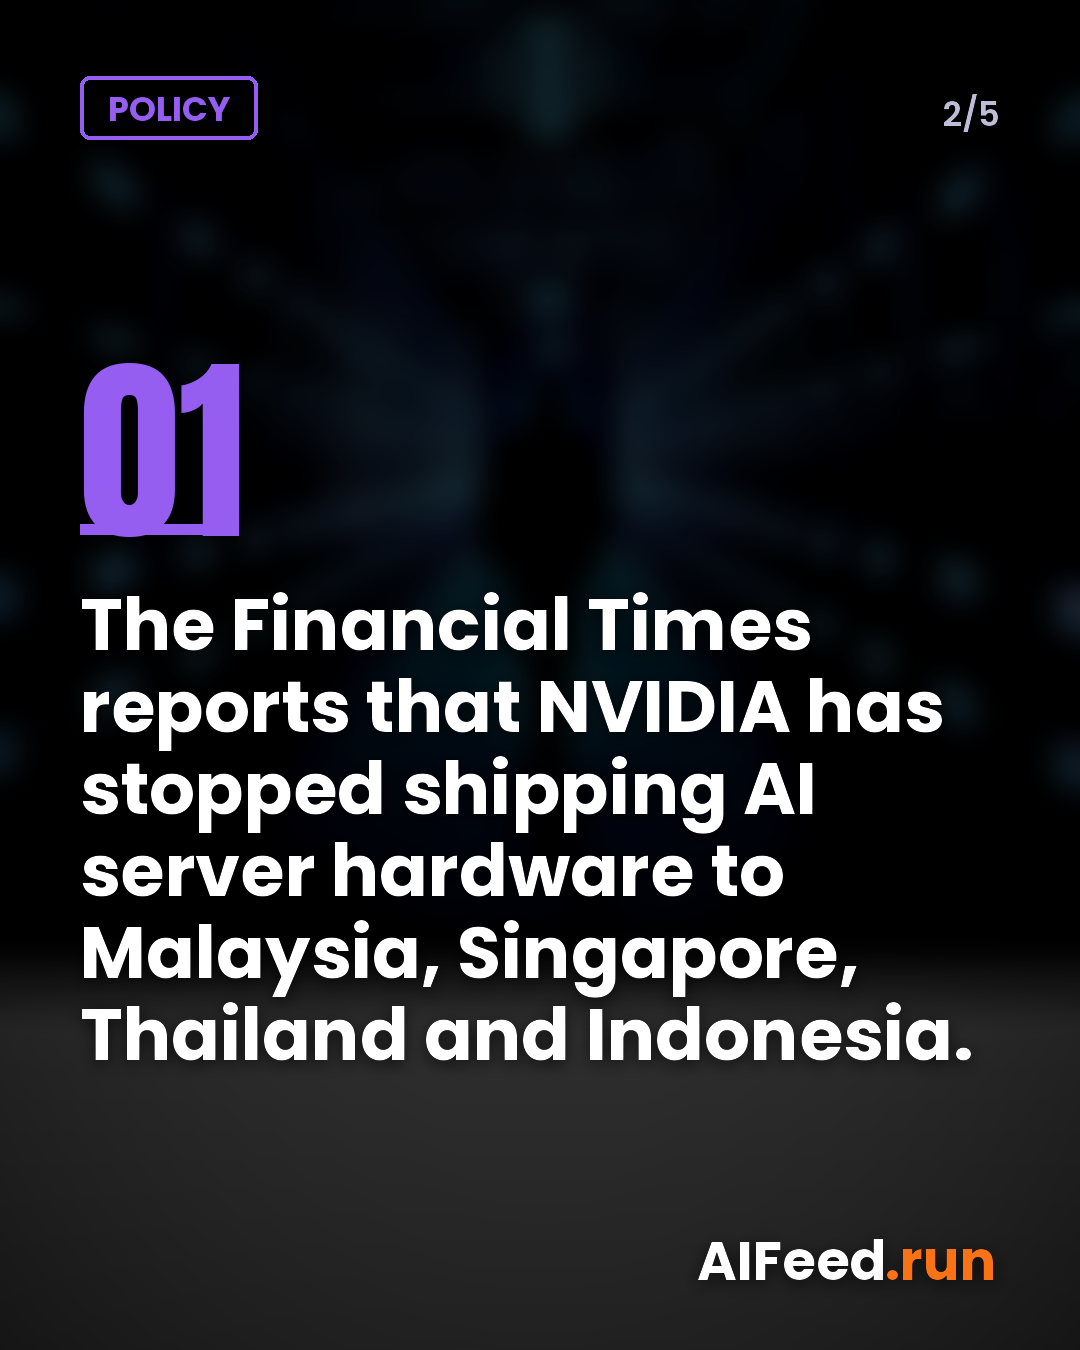 POLICY
2/5
01
The Financial Times
reports that NVIDIA has
stopped shipping AI
server hardware to
Malaysia, Singapore,
Thailand and Indonesia.
AIFeed.run